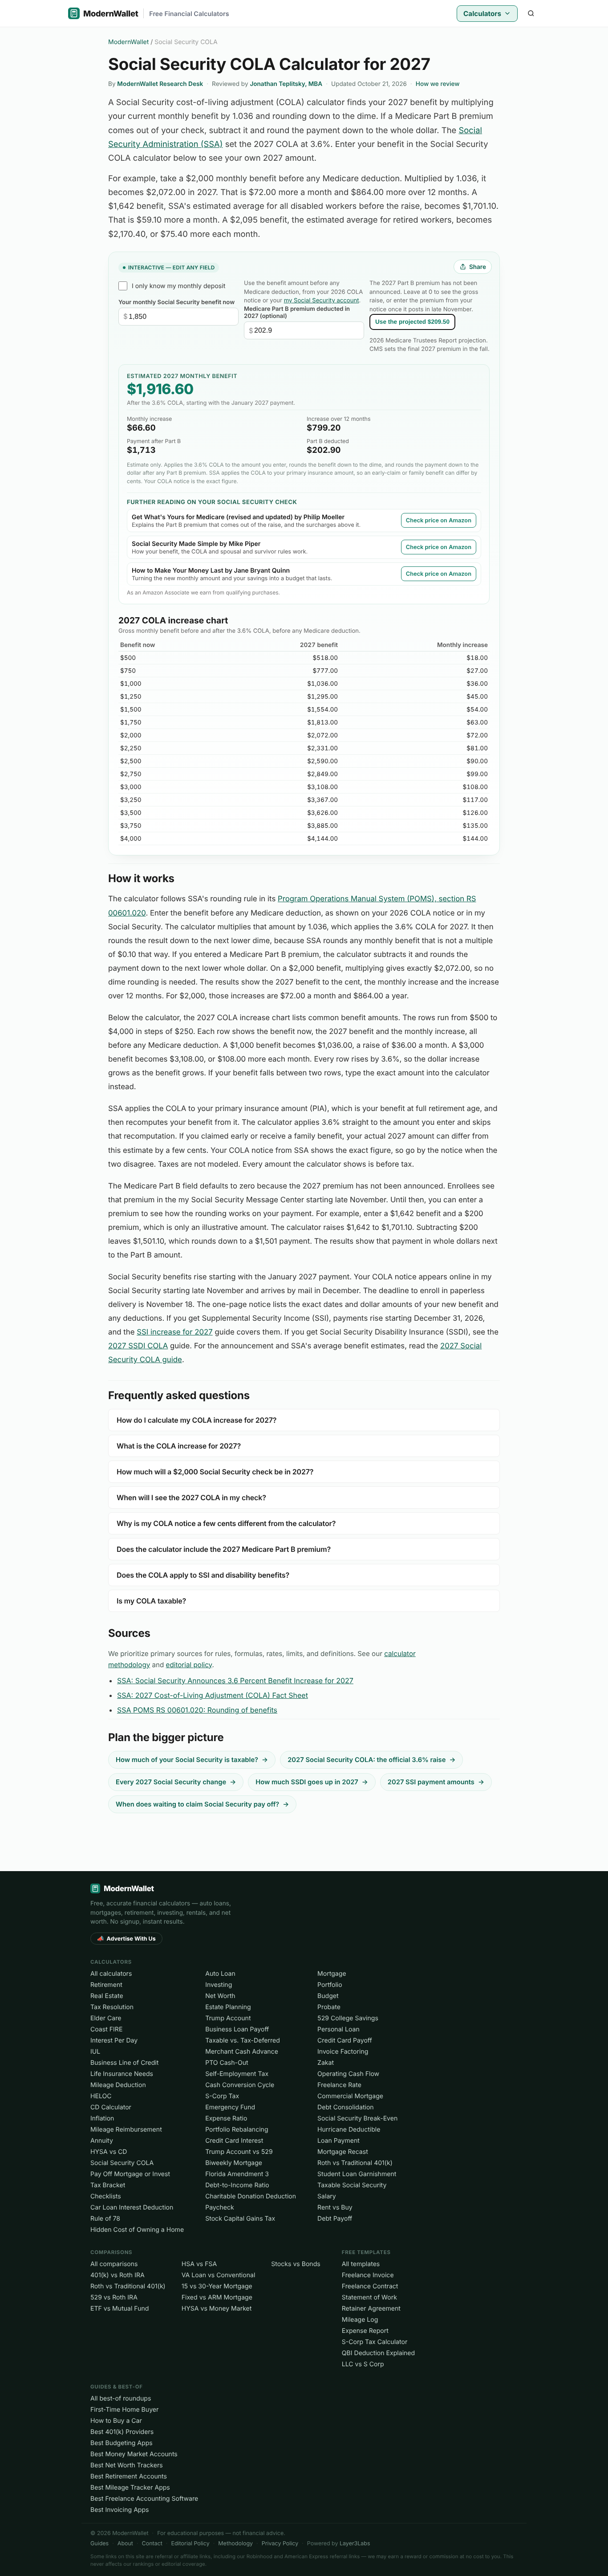 ModernWallet
Free Financial Calculators
Calculators
ModernWallet / Social Security COLA
Social Security COLA Calculator for 2027
By ModernWallet Research Desk · Reviewed by Jonathan Teplitsky, MBA · Updated October 21, 2026 · How we review
A Social Security cost-of-living adjustment (COLA) calculator finds your 2027 benefit by multiplying
your current monthly benefit by 1.036 and rounding down to the dime. If a Medicare Part B premium
comes out of your check, subtract it and round the payment down to the whole dollar. The Social
Security Administration (SSA) set the 2027 COLA at 3.6%. Enter your benefit in the Social Security
COLA calculator below to see your own 2027 amount.
For example, take a $2,000 monthly benefit before any Medicare deduction. Multiplied by 1.036, it
becomes $2,072.00 in 2027. That is $72.00 more a month and $864.00 more over 12 months. A
$1,642 benefit, SSA's estimated average for all disabled workers before the raise, becomes $1,701.10.
That is $59.10 more a month. A $2,095 benefit, the estimated average for retired workers, becomes
$2,170.40, or $75.40 more each month.
INTERACTIVE — EDIT ANY FIELD
Share
I only know my monthly deposit
Your monthly Social Security benefit now
$ 1,850
Use the benefit amount before any
Medicare deduction, from your 2026 COLA
notice or your my Social Security account.
Medicare Part B premium deducted in
2027 (optional)
$ 202.9
The 2027 Part B premium has not been
announced. Leave at 0 to see the gross
raise, or enter the premium from your
notice once it posts in late November.
Use the projected $209.50
2026 Medicare Trustees Report projection.
CMS sets the final 2027 premium in the fall.
ESTIMATED 2027 MONTHLY BENEFIT
$1,916.60
After the 3.6% COLA, starting with the January 2027 payment.
Monthly increase
$66.60
Increase over 12 months
$799.20
Payment after Part B
$1,713
Part B deducted
$202.90
Estimate only. Applies the 3.6% COLA to the amount you enter, rounds the benefit down to the dime, and rounds the payment down to the whole
dollar after any Part B premium. SSA applies the COLA to your primary insurance amount, so an early-claim or family benefit can differ by
cents. Your COLA notice is the exact figure.
FURTHER READING ON YOUR SOCIAL SECURITY CHECK
Get What's Yours for Medicare (revised and updated) by Philip Moeller
Explains the Part B premium that comes out of the raise, and the surcharges above it.
Check price on Amazon
Social Security Made Simple by Mike Piper
How your benefit, the COLA and spousal and survivor rules work.
Check price on Amazon
How to Make Your Money Last by Jane Bryant Quinn
Turning the new monthly amount and your savings into a budget that lasts.
Check price on Amazon
As an Amazon Associate we earn from qualifying purchases.
2027 COLA increase chart
Gross monthly benefit before and after the 3.6% COLA, before any Medicare deduction.
Benefit now 2027 benefit Monthly increase
$500 $518.00 $18.00
$750 $777.00 $27.00
$1,000 $1,036.00 $36.00
$1,250 $1,295.00 $45.00
$1,500 $1,554.00 $54.00
$1,750 $1,813.00 $63.00
$2,000 $2,072.00 $72.00
$2,250 $2,331.00 $81.00
$2,500 $2,590.00 $90.00
$2,750 $2,849.00 $99.00
$3,000 $3,108.00 $108.00
$3,250 $3,367.00 $117.00
$3,500 $3,626.00 $126.00
$3,750 $3,885.00 $135.00
$4,000 $4,144.00 $144.00
How it works
The calculator follows SSA's rounding rule in its Program Operations Manual System (POMS), section RS
00601.020. Enter the benefit before any Medicare deduction, as shown on your 2026 COLA notice or in my
Social Security. The calculator multiplies that amount by 1.036, which applies the 3.6% COLA for 2027. It then
rounds the result down to the next lower dime, because SSA rounds any monthly benefit that is not a multiple
of $0.10 that way. If you entered a Medicare Part B premium, the calculator subtracts it and rounds the
payment down to the next lower whole dollar. On a $2,000 benefit, multiplying gives exactly $2,072.00, so no
dime rounding is needed. The results show the 2027 benefit to the cent, the monthly increase and the increase
over 12 months. For $2,000, those increases are $72.00 a month and $864.00 a year.
Below the calculator, the 2027 COLA increase chart lists common benefit amounts. The rows run from $500 to
$4,000 in steps of $250. Each row shows the benefit now, the 2027 benefit and the monthly increase, all
before any Medicare deduction. A $1,000 benefit becomes $1,036.00, a raise of $36.00 a month. A $3,000
benefit becomes $3,108.00, or $108.00 more each month. Every row rises by 3.6%, so the dollar increase
grows as the benefit grows. If your benefit falls between two rows, type the exact amount into the calculator
instead.
SSA applies the COLA to your primary insurance amount (PIA), which is your benefit at full retirement age, and
then recomputes your benefit from it. The calculator applies 3.6% straight to the amount you enter and skips
that recomputation. If you claimed early or receive a family benefit, your actual 2027 amount can differ from
this estimate by a few cents. Your COLA notice from SSA shows the exact figure, so go by the notice when the
two disagree. Taxes are not modeled. Every amount the calculator shows is before tax.
The Medicare Part B field defaults to zero because the 2027 premium has not been announced. Enrollees see
that premium in the my Social Security Message Center starting late November. Until then, you can enter a
premium to see how the rounding works on your payment. For example, enter a $1,642 benefit and a $200
premium, which is only an illustrative amount. The calculator raises $1,642 to $1,701.10. Subtracting $200
leaves $1,501.10, which rounds down to a $1,501 payment. The results show that payment in whole dollars next
to the Part B amount.
Social Security benefits rise starting with the January 2027 payment. Your COLA notice appears online in my
Social Security starting late November and arrives by mail in December. The deadline to enroll in paperless
delivery is November 18. The one-page notice lists the exact dates and dollar amounts of your new benefit and
any deductions. If you get Supplemental Security Income (SSI), payments rise starting December 31, 2026,
and the SSI increase for 2027 guide covers them. If you get Social Security Disability Insurance (SSDI), see the
2027 SSDI COLA guide. For the announcement and SSA's average benefit estimates, read the 2027 Social
Security COLA guide.
Frequently asked questions
How do I calculate my COLA increase for 2027?
What is the COLA increase for 2027?
How much will a $2,000 Social Security check be in 2027?
When will I see the 2027 COLA in my check?
Why is my COLA notice a few cents different from the calculator?
Does the calculator include the 2027 Medicare Part B premium?
Does the COLA apply to SSI and disability benefits?
Is my COLA taxable?
Sources
We prioritize primary sources for rules, formulas, rates, limits, and definitions. See our calculator
methodology and editorial policy.
• SSA: Social Security Announces 3.6 Percent Benefit Increase for 2027
• SSA: 2027 Cost-of-Living Adjustment (COLA) Fact Sheet
• SSA POMS RS 00601.020: Rounding of benefits
Plan the bigger picture
How much of your Social Security is taxable? →
2027 Social Security COLA: the official 3.6% raise →
Every 2027 Social Security change →
How much SSDI goes up in 2027 →
2027 SSI payment amounts →
When does waiting to claim Social Security pay off? →
ModernWallet
Free, accurate financial calculators — auto loans,
mortgages, retirement, investing, rentals, and net
worth. No signup, instant results.
Advertise With Us
CALCULATORS
All calculators Auto Loan Mortgage
Retirement Investing Portfolio
Real Estate Net Worth Budget
Tax Resolution Estate Planning Probate
Elder Care Trump Account 529 College Savings
Coast FIRE Business Loan Payoff Personal Loan
Interest Per Day Taxable vs. Tax-Deferred Credit Card Payoff
IUL Merchant Cash Advance Invoice Factoring
Business Line of Credit PTO Cash-Out Zakat
Life Insurance Needs Self-Employment Tax Operating Cash Flow
Mileage Deduction Cash Conversion Cycle Freelance Rate
HELOC S-Corp Tax Commercial Mortgage
CD Calculator Emergency Fund Debt Consolidation
Inflation Expense Ratio Social Security Break-Even
Mileage Reimbursement Portfolio Rebalancing Hurricane Deductible
Annuity Credit Card Interest Loan Payment
HYSA vs CD Trump Account vs 529 Mortgage Recast
Social Security COLA Biweekly Mortgage Roth vs Traditional 401(k)
Pay Off Mortgage or Invest Florida Amendment 3 Student Loan Garnishment
Tax Bracket Debt-to-Income Ratio Taxable Social Security
Checklists Charitable Donation Deduction Salary
Car Loan Interest Deduction Paycheck Rent vs Buy
Rule of 78 Stock Capital Gains Tax Debt Payoff
Hidden Cost of Owning a Home
COMPARISONS
All comparisons HSA vs FSA Stocks vs Bonds
401(k) vs Roth IRA VA Loan vs Conventional
Roth vs Traditional 401(k) 15 vs 30-Year Mortgage
529 vs Roth IRA Fixed vs ARM Mortgage
ETF vs Mutual Fund HYSA vs Money Market
FREE TEMPLATES
All templates
Freelance Invoice
Freelance Contract
Statement of Work
Retainer Agreement
Mileage Log
Expense Report
S-Corp Tax Calculator
QBI Deduction Explained
LLC vs S Corp
GUIDES & BEST-OF
All best-of roundups
First-Time Home Buyer
How to Buy a Car
Best 401(k) Providers
Best Budgeting Apps
Best Money Market Accounts
Best Net Worth Trackers
Best Retirement Accounts
Best Mileage Tracker Apps
Best Freelance Accounting Software
Best Invoicing Apps
© 2026 ModernWallet · For educational purposes — not financial advice.
Guides About Contact Editorial Policy Methodology Privacy Policy Powered by Layer3Labs
Some links on this site are referral or affiliate links, including our Robinhood and American Express referral links — we may earn a reward or commission at no cost to you. This
never affects our rankings or editorial coverage.